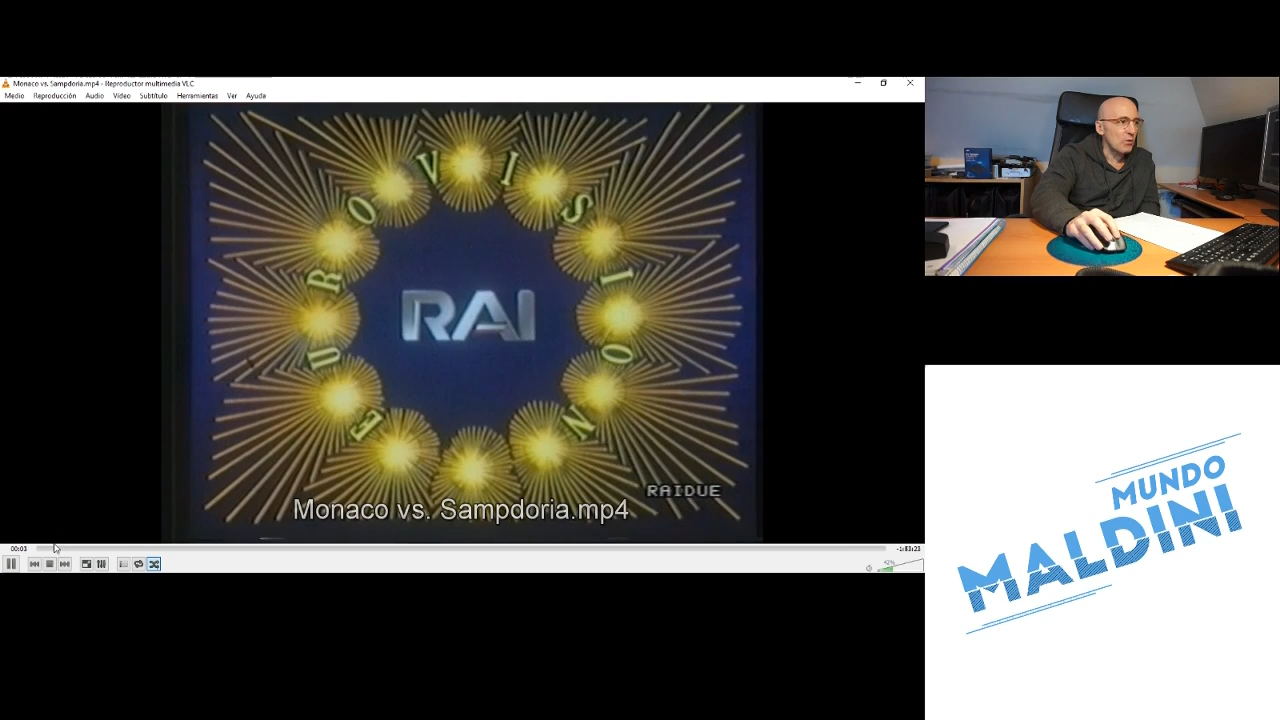 Monaco vs. Sampdoria.mp4 - Reproductor multimedia VLC
Medio Reproducción Audio Vídeo Subtítulo Herramientas Ver Ayuda
EUROVISION
RAI
RAIDUE
Monaco vs. Sampdoria.mp4
00:03
42%
MUNDO
MALDINI